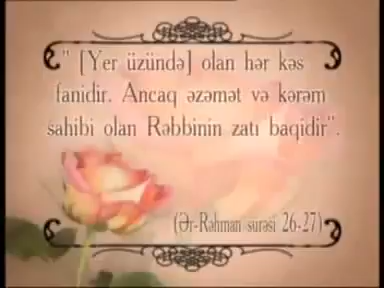 " [Yer üzündə] olan hər kəs
fanidir. Ancaq əzəmət və kərəm
sahibi olan Rəbbinin zatı baqidir".
(Ər-Rəhman surəsi 26-27)